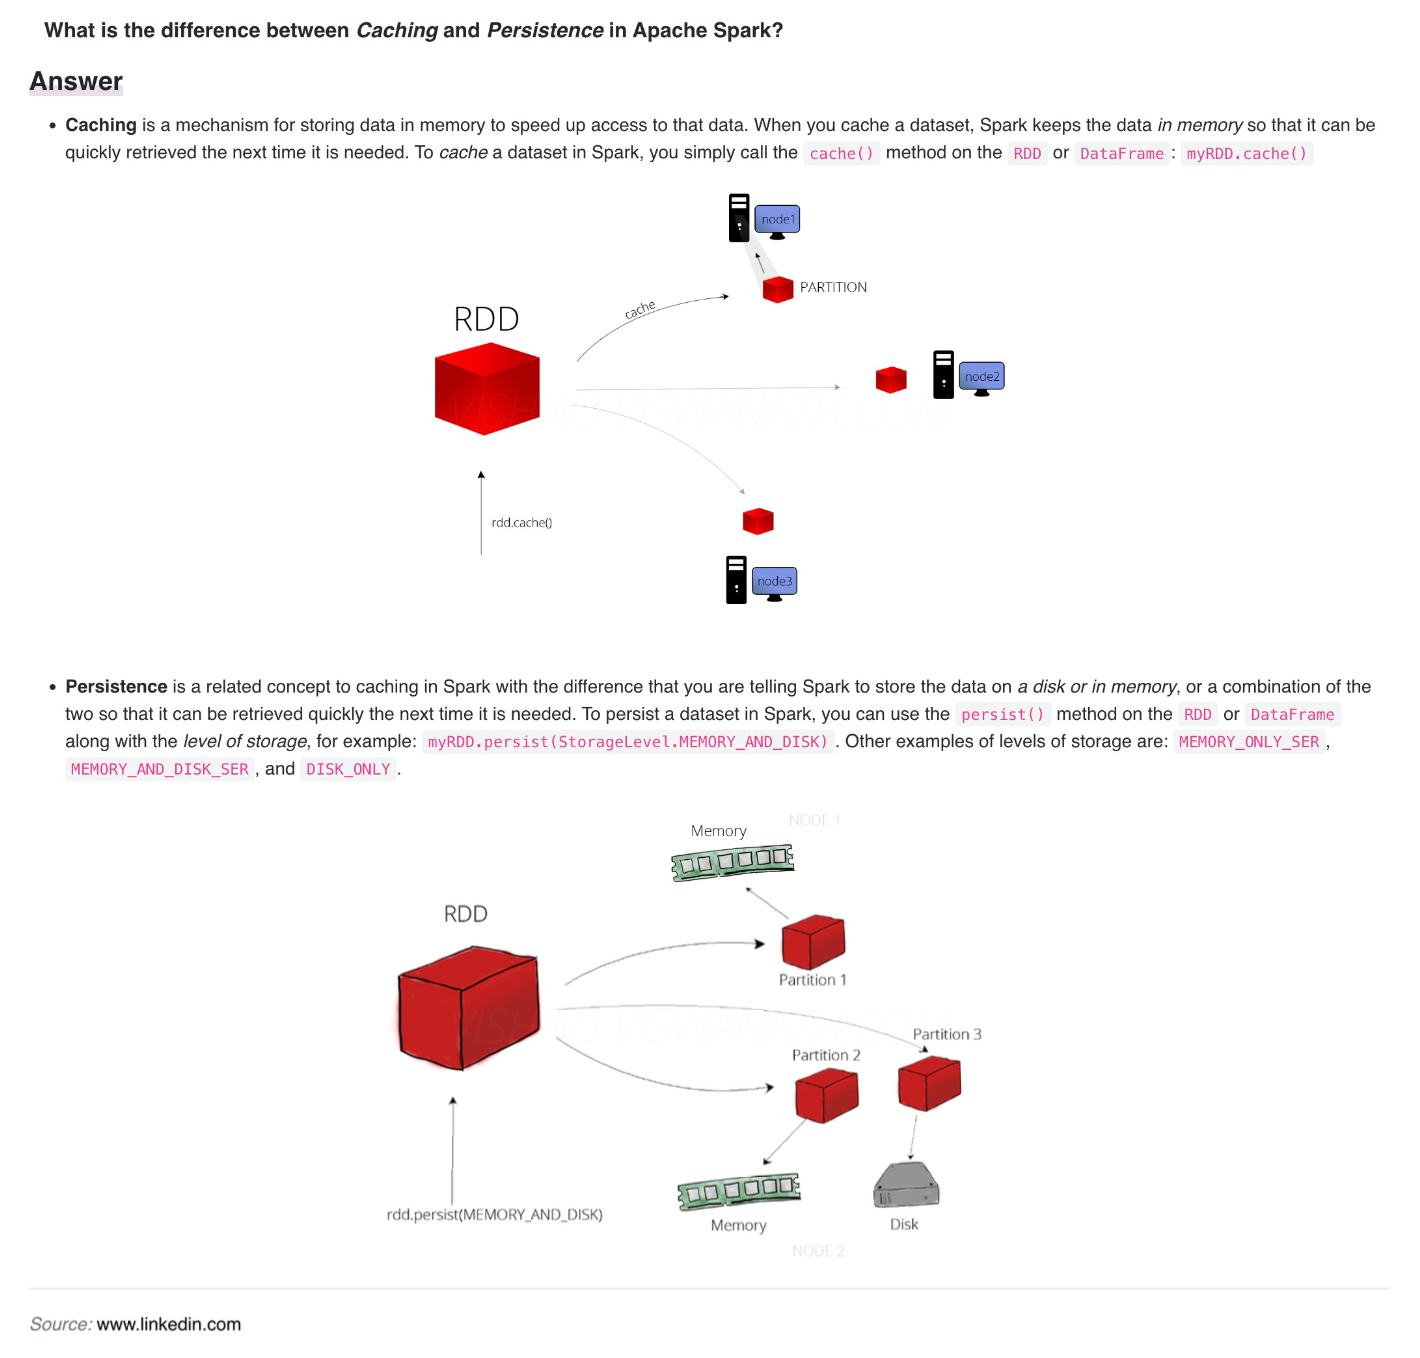 What is the difference between Caching and Persistence in Apache Spark?
Answer
• Caching is a mechanism for storing data in memory to speed up access to that data. When you cache a dataset, Spark keeps the data in memory so that it can be
quickly retrieved the next time it is needed. To cache a dataset in Spark, you simply call the cache() method on the RDD or DataFrame: myRDD.cache()
node1
PARTITION
cache
RDD
node2
VISHNU VISWANATH.COM
rdd.cache()
node3
• Persistence is a related concept to caching in Spark with the difference that you are telling Spark to store the data on a disk or in memory, or a combination of the
two so that it can be retrieved quickly the next time it is needed. To persist a dataset in Spark, you can use the persist() method on the RDD or DataFrame
along with the level of storage, for example: myRDD.persist(StorageLevel.MEMORY_AND_DISK). Other examples of levels of storage are: MEMORY_ONLY_SER,
MEMORY_AND_DISK_SER, and DISK_ONLY.
NODE 1
Memory
RDD
Partition 1
VISHNU VISWANATH.COM
Partition 3
Partition 2
rdd.persist(MEMORY_AND_DISK)
Memory
Disk
NODE 2
Source: www.linkedin.com